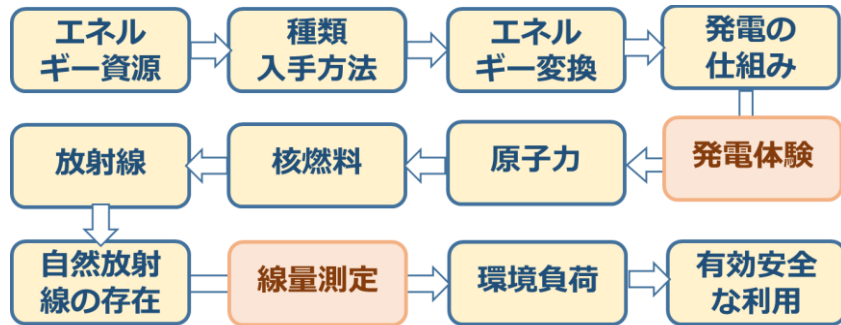 エネル
ギー資源
種類
入手方法
エネル
ギー変換
発電の
仕組み
発電体験
原子力
核燃料
放射線
自然放射
線の存在
線量測定
環境負荷
有効安全
な利用